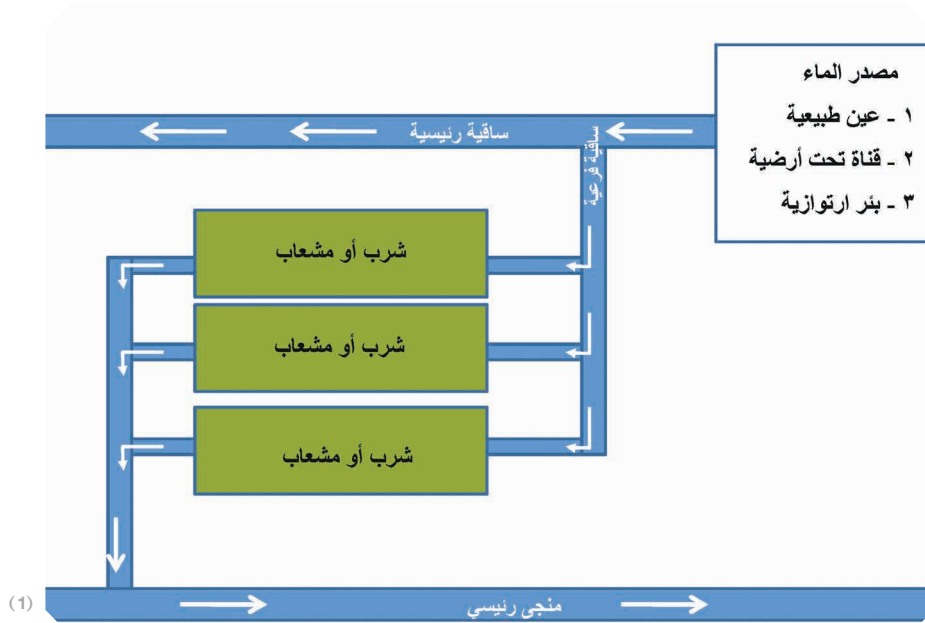 مصدر الماء
١ - عين طبيعية
٢ - قناة تحت أرضية
٣ - بئر ارتوازية
ساقية رئيسية
ساقية فرعية
شرب أو مشعاب
شرب أو مشعاب
شرب أو مشعاب
منجى رئيسي
(1)